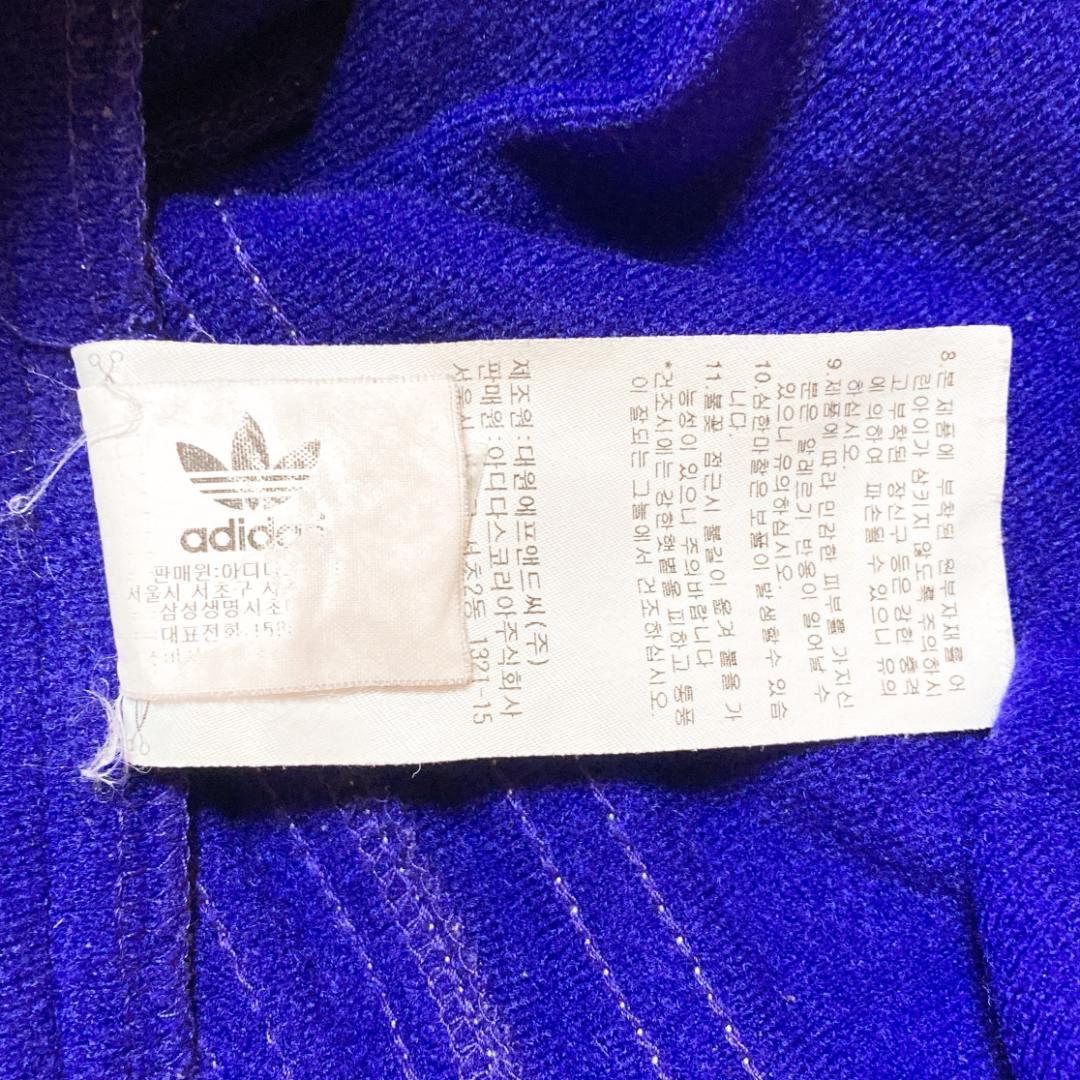 adidas
판매원:아디다
서울시 서초구 서
삼성생명서초
대표전화 15
8.본 제품에 부착된 원부자재를 어
린아이가 삼키지 않도록 주의하시
고 부착된 장신구 등은 강한 충격
에 의하여 파손될 수 있으니 유의
하십시오.
9.제품에 따라 민감한 피부를 가지신
분은 알레르기 반응이 일어날 수
있으니 유의하십시오.
10.심한마찰은 보풀이 발생할수 있습
니다.
11.불꽃 접근시 불길이 옮겨 붙을 가
능성이 있으니 주의바랍니다
*건조시에는 강한햇볕을 피하고 통풍
이 잘되는 그늘에서 건조하십시오.
제조원:대원에프앤드씨(주)
판매원:아디다스코리아주식회사
서울시 서초2동 1321-15